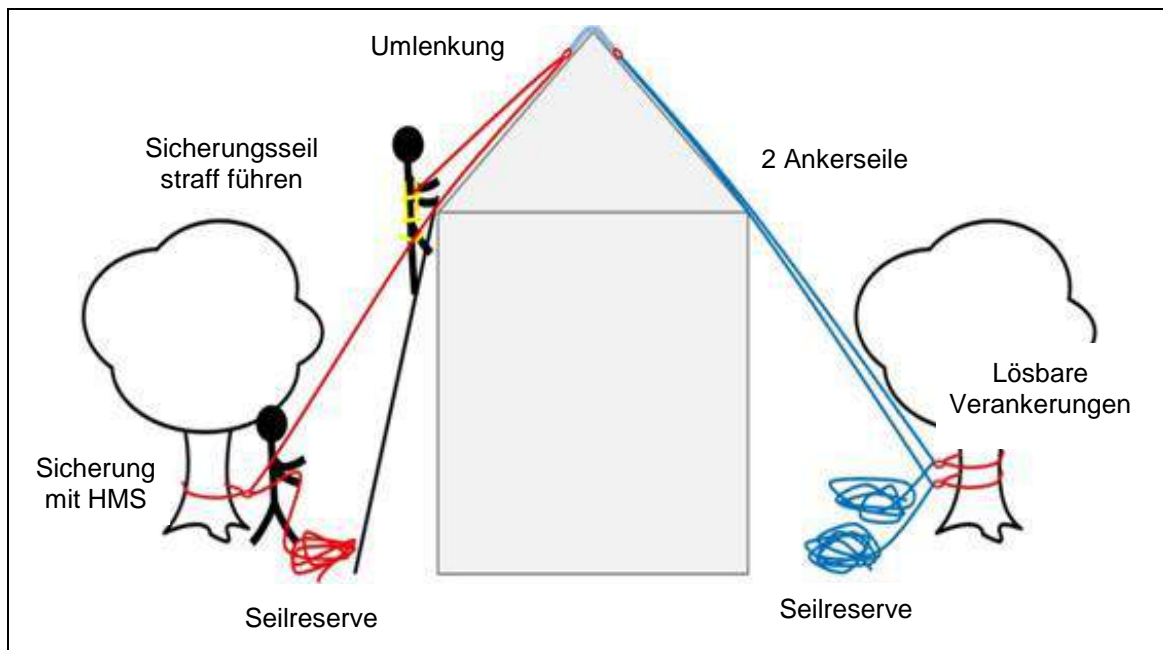 Umlenkung
Sicherungsseil
straff führen
2 Ankerseile
Lösbare
Verankerungen
Sicherung
mit HMS
Seilreserve
Seilreserve